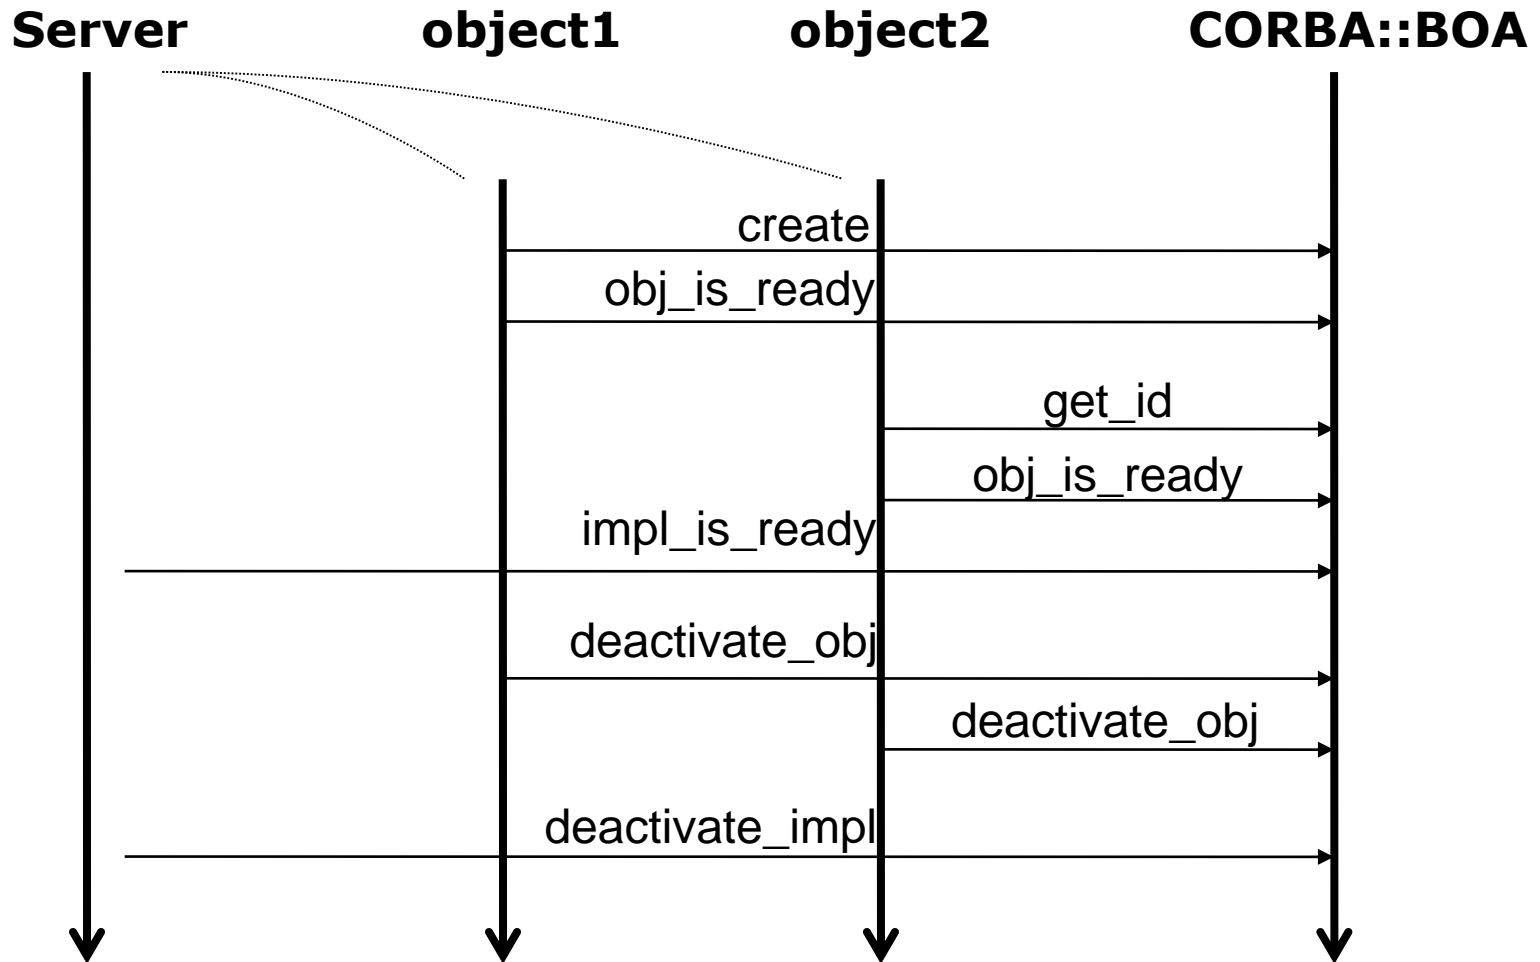 Server object1 object2 CORBA::BOA
create
obj_is_ready
get_id
obj_is_ready
impl_is_ready
deactivate_obj
deactivate_obj
deactivate_impl